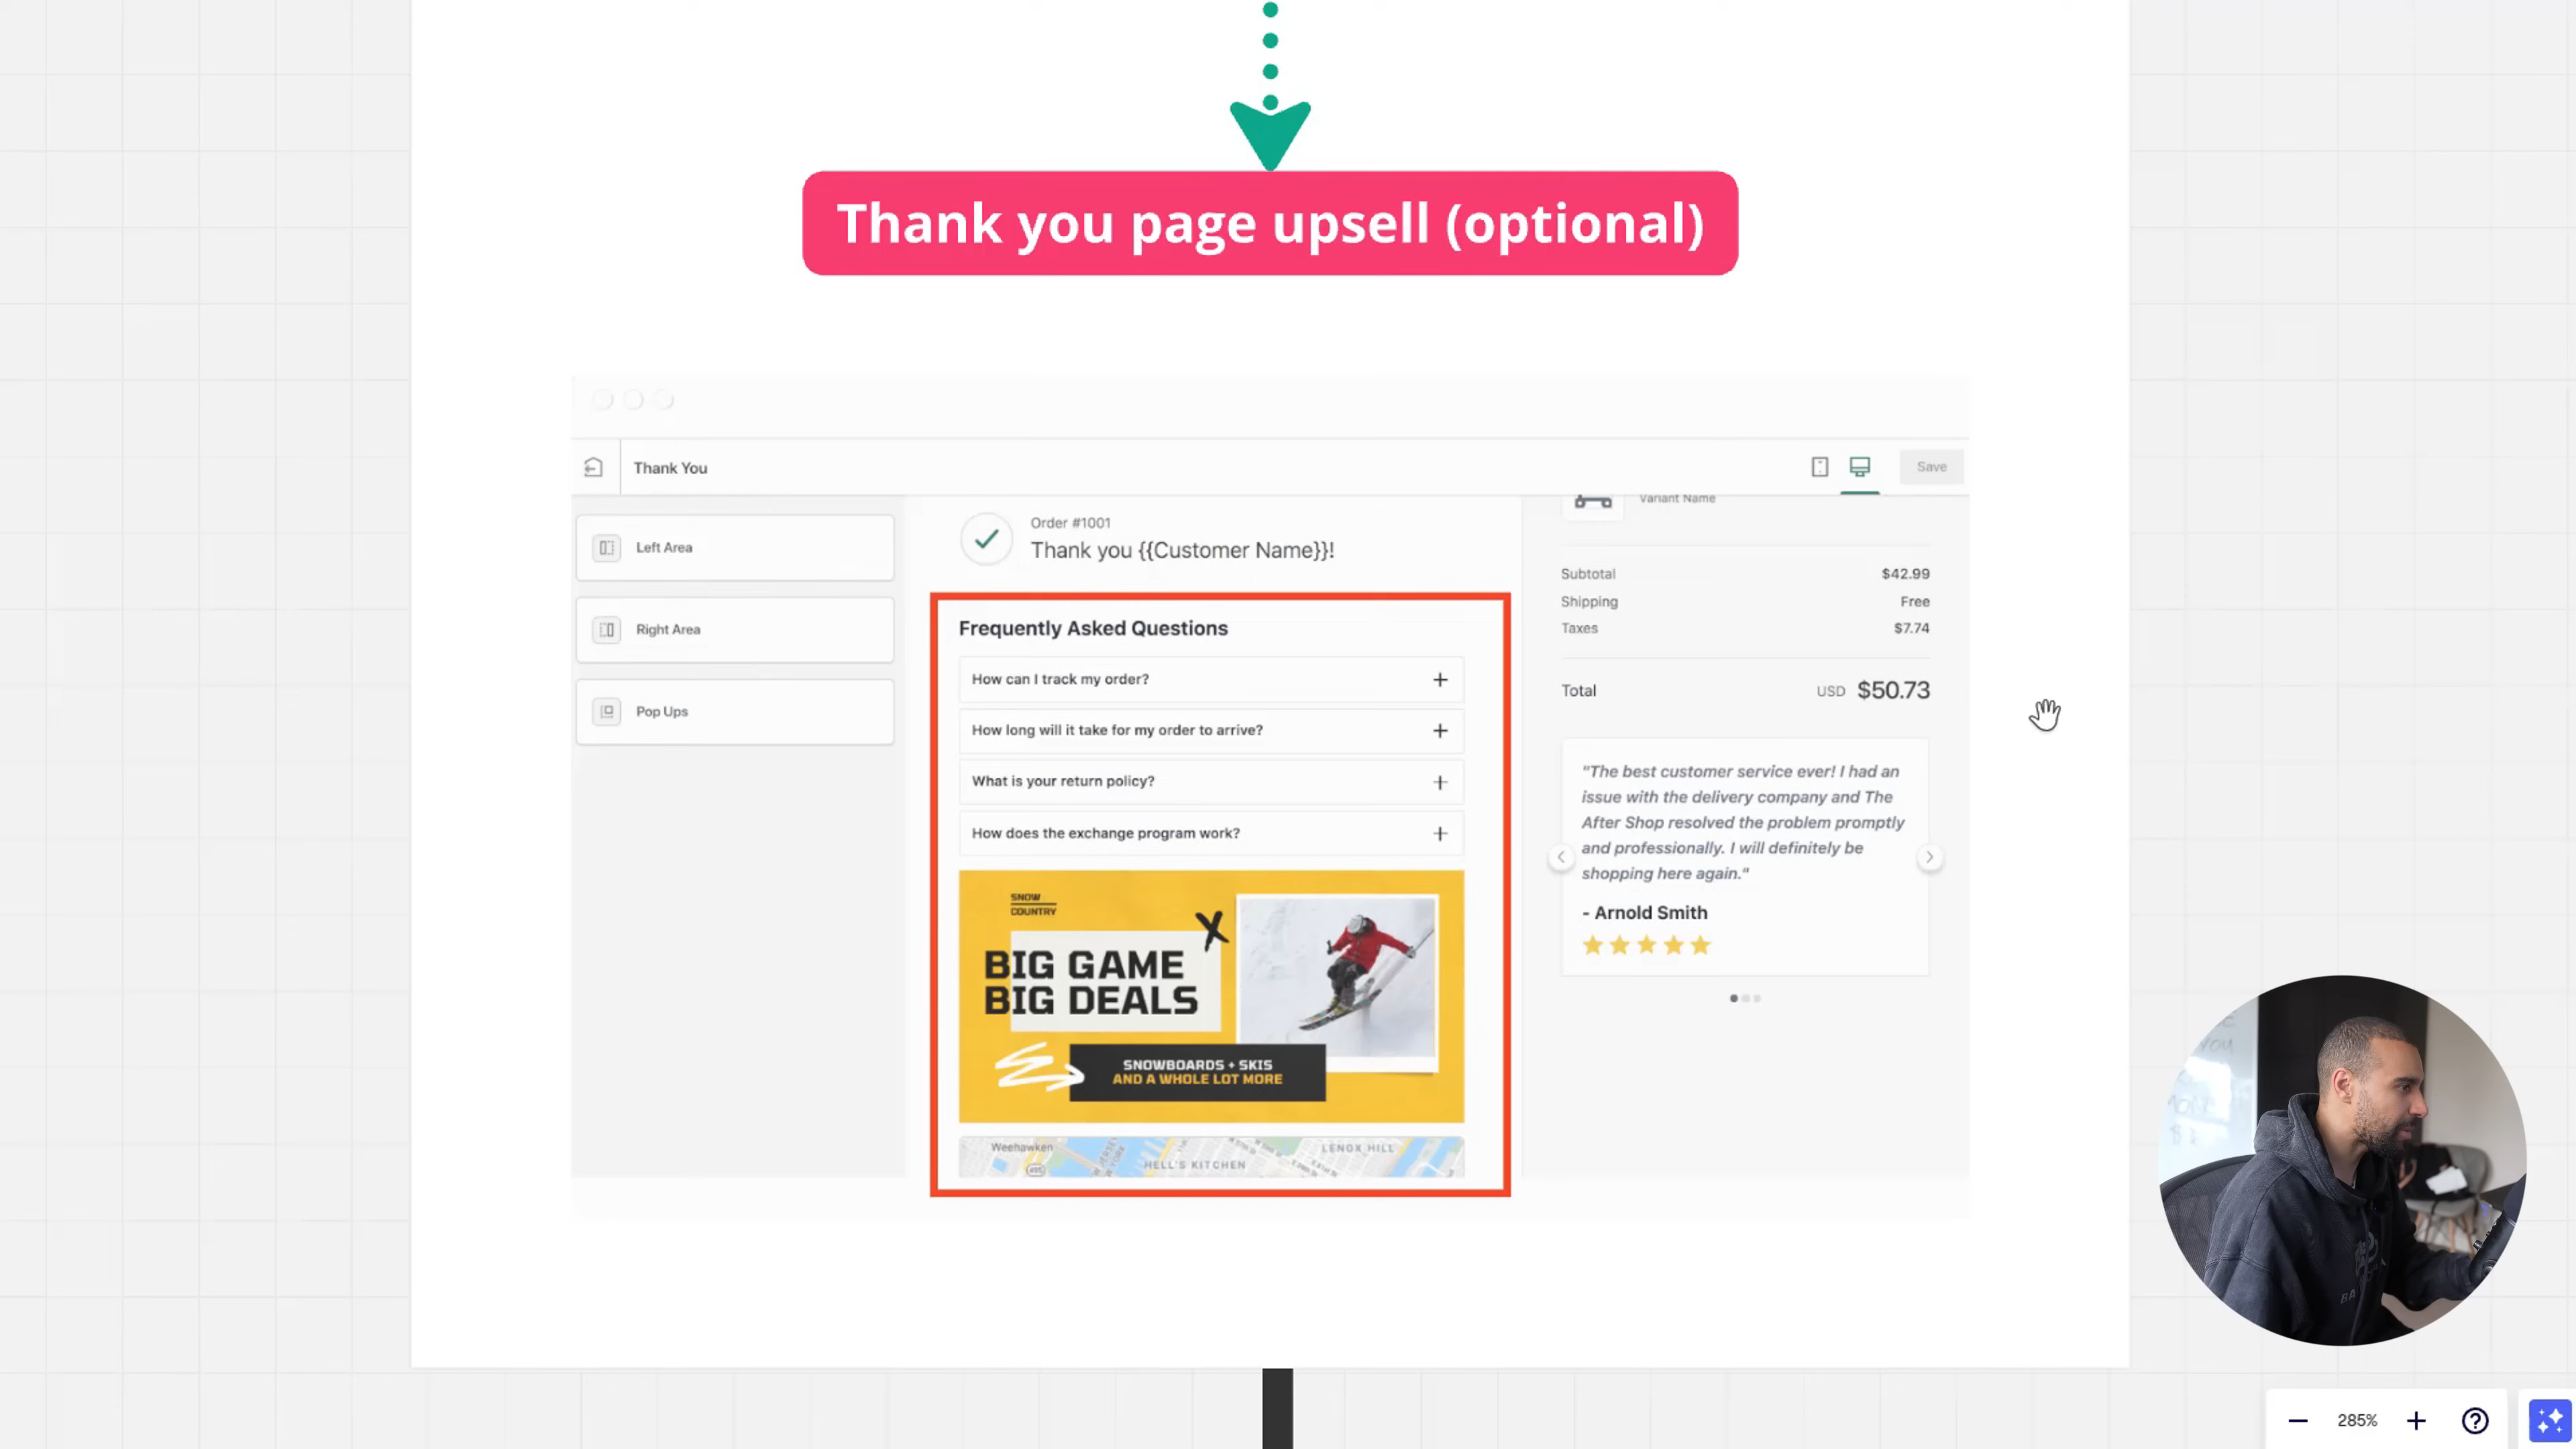 Thank you page upsell (optional)
Thank You
Save
Left Area
Right Area
Pop Ups
Order #1001
Thank you {{Customer Name}}!
Frequently Asked Questions
How can I track my order?
How long will it take for my order to arrive?
What is your return policy?
How does the exchange program work?
SNOW
COUNTRY
BIG GAME
BIG DEALS
SNOWBOARDS + SKIS
AND A WHOLE LOT MORE
Weehawken
495
HELL'S KITCHEN
LENOX HILL
Variant Name
Subtotal $42.99
Shipping Free
Taxes $7.74
Total USD $50.73
"The best customer service ever! I had an
issue with the delivery company and The
After Shop resolved the problem promptly
and professionally. I will definitely be
shopping here again."
- Arnold Smith
285%